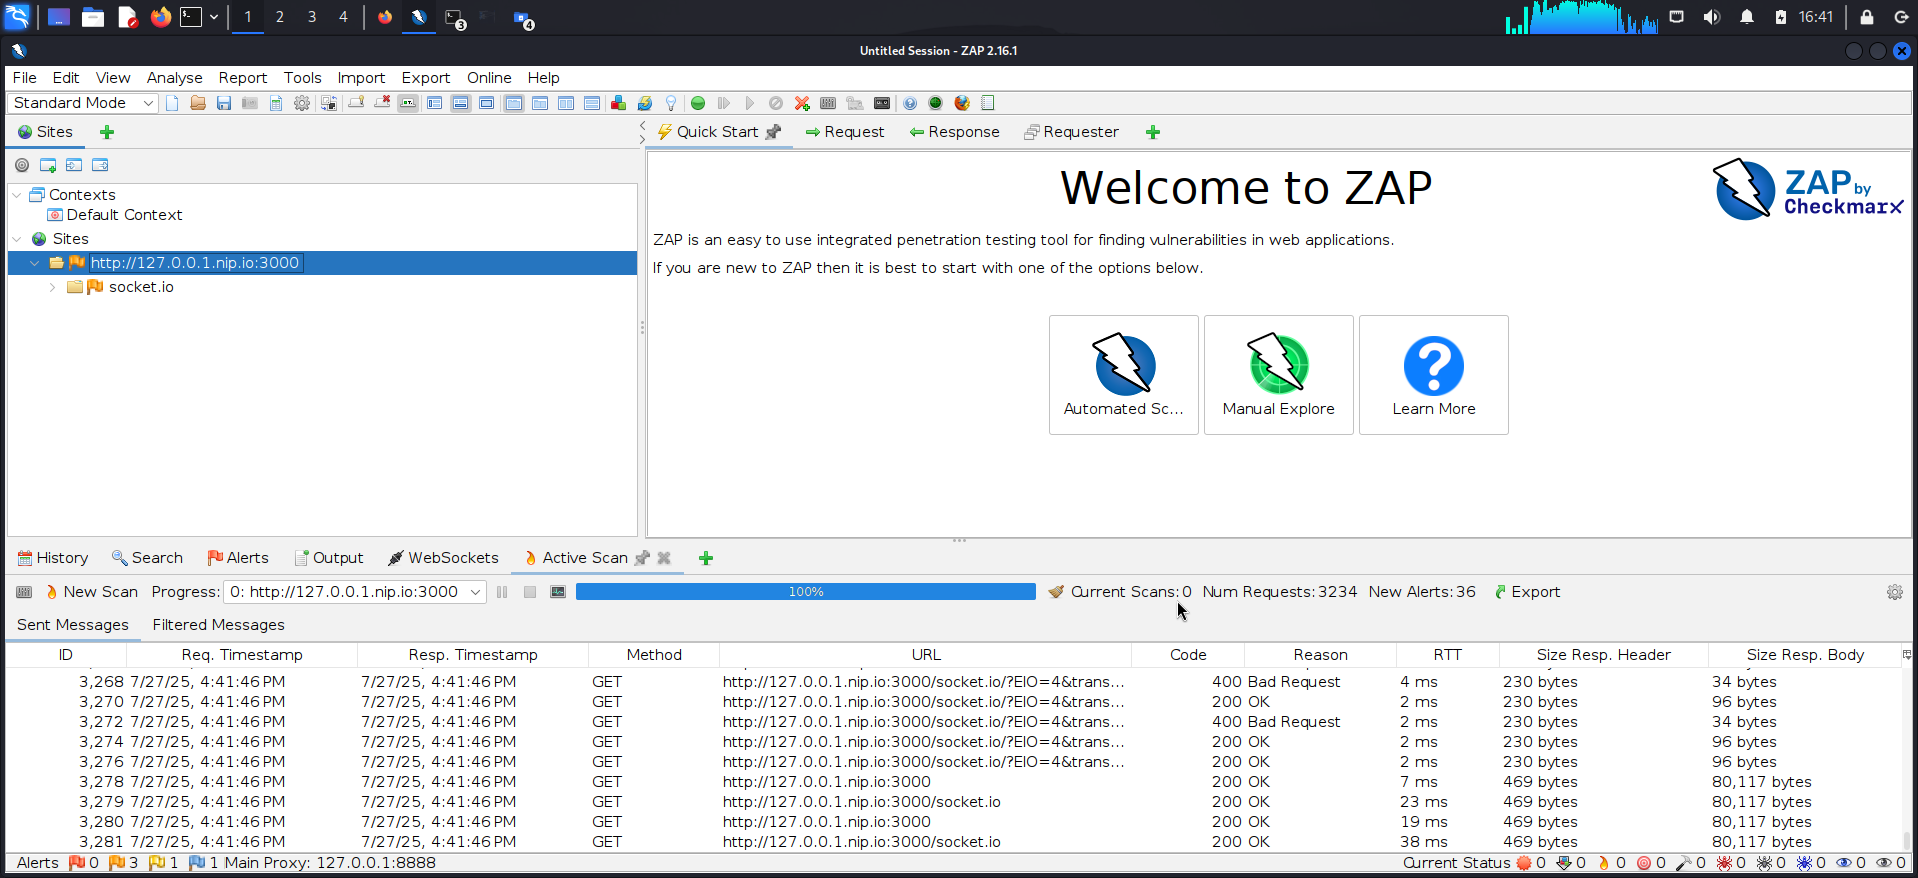 1 2 3 4 3 4 16:41
Untitled Session - ZAP 2.16.1
File Edit View Analyse Report Tools Import Export Online Help
Standard Mode
Sites
Quick Start Request Response Requester
Contexts
Default Context
Sites
http://127.0.0.1.nip.io:3000
socket.io
Welcome to ZAP
ZAP by
Checkmarx
ZAP is an easy to use integrated penetration testing tool for finding vulnerabilities in web applications.
If you are new to ZAP then it is best to start with one of the options below.
Automated Sc... Manual Explore Learn More
History Search Alerts Output WebSockets Active Scan
New Scan Progress: 0: http://127.0.0.1.nip.io:3000 100% Current Scans: 0 Num Requests: 3234 New Alerts: 36 Export
Sent Messages Filtered Messages
ID Req. Timestamp Resp. Timestamp Method URL Code Reason RTT Size Resp. Header Size Resp. Body
3,268 7/27/25, 4:41:46 PM 7/27/25, 4:41:46 PM GET http://127.0.0.1.nip.io:3000/socket.io/?EIO=4&trans... 400 Bad Request 4 ms 230 bytes 34 bytes
3,270 7/27/25, 4:41:46 PM 7/27/25, 4:41:46 PM GET http://127.0.0.1.nip.io:3000/socket.io/?EIO=4&trans... 200 OK 2 ms 230 bytes 96 bytes
3,272 7/27/25, 4:41:46 PM 7/27/25, 4:41:46 PM GET http://127.0.0.1.nip.io:3000/socket.io/?EIO=4&trans... 400 Bad Request 2 ms 230 bytes 34 bytes
3,274 7/27/25, 4:41:46 PM 7/27/25, 4:41:46 PM GET http://127.0.0.1.nip.io:3000/socket.io/?EIO=4&trans... 200 OK 2 ms 230 bytes 96 bytes
3,276 7/27/25, 4:41:46 PM 7/27/25, 4:41:46 PM GET http://127.0.0.1.nip.io:3000/socket.io/?EIO=4&trans... 200 OK 2 ms 230 bytes 96 bytes
3,278 7/27/25, 4:41:46 PM 7/27/25, 4:41:46 PM GET http://127.0.0.1.nip.io:3000 200 OK 7 ms 469 bytes 80,117 bytes
3,279 7/27/25, 4:41:46 PM 7/27/25, 4:41:46 PM GET http://127.0.0.1.nip.io:3000/socket.io 200 OK 23 ms 469 bytes 80,117 bytes
3,280 7/27/25, 4:41:46 PM 7/27/25, 4:41:46 PM GET http://127.0.0.1.nip.io:3000 200 OK 19 ms 469 bytes 80,117 bytes
3,281 7/27/25, 4:41:46 PM 7/27/25, 4:41:46 PM GET http://127.0.0.1.nip.io:3000/socket.io 200 OK 38 ms 469 bytes 80,117 bytes
Alerts 0 3 1 1 Main Proxy: 127.0.0.1:8888 Current Status 0 0 0 0 0 0 0 0 0 0